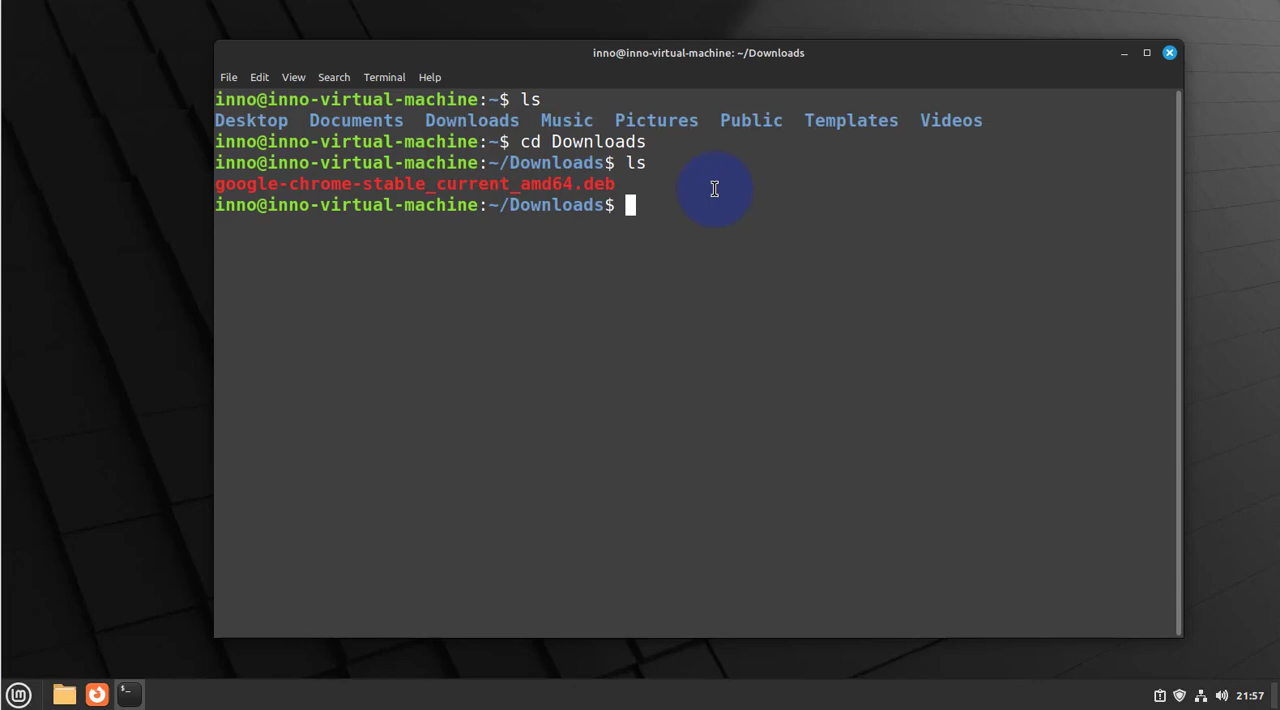 inno@inno-virtual-machine: ~/Downloads
File Edit View Search Terminal Help
inno@inno-virtual-machine:~$ ls
Desktop Documents Downloads Music Pictures Public Templates Videos
inno@inno-virtual-machine:~$ cd Downloads
inno@inno-virtual-machine:~/Downloads$ ls
google-chrome-stable_current_amd64.deb
inno@inno-virtual-machine:~/Downloads$
21:57